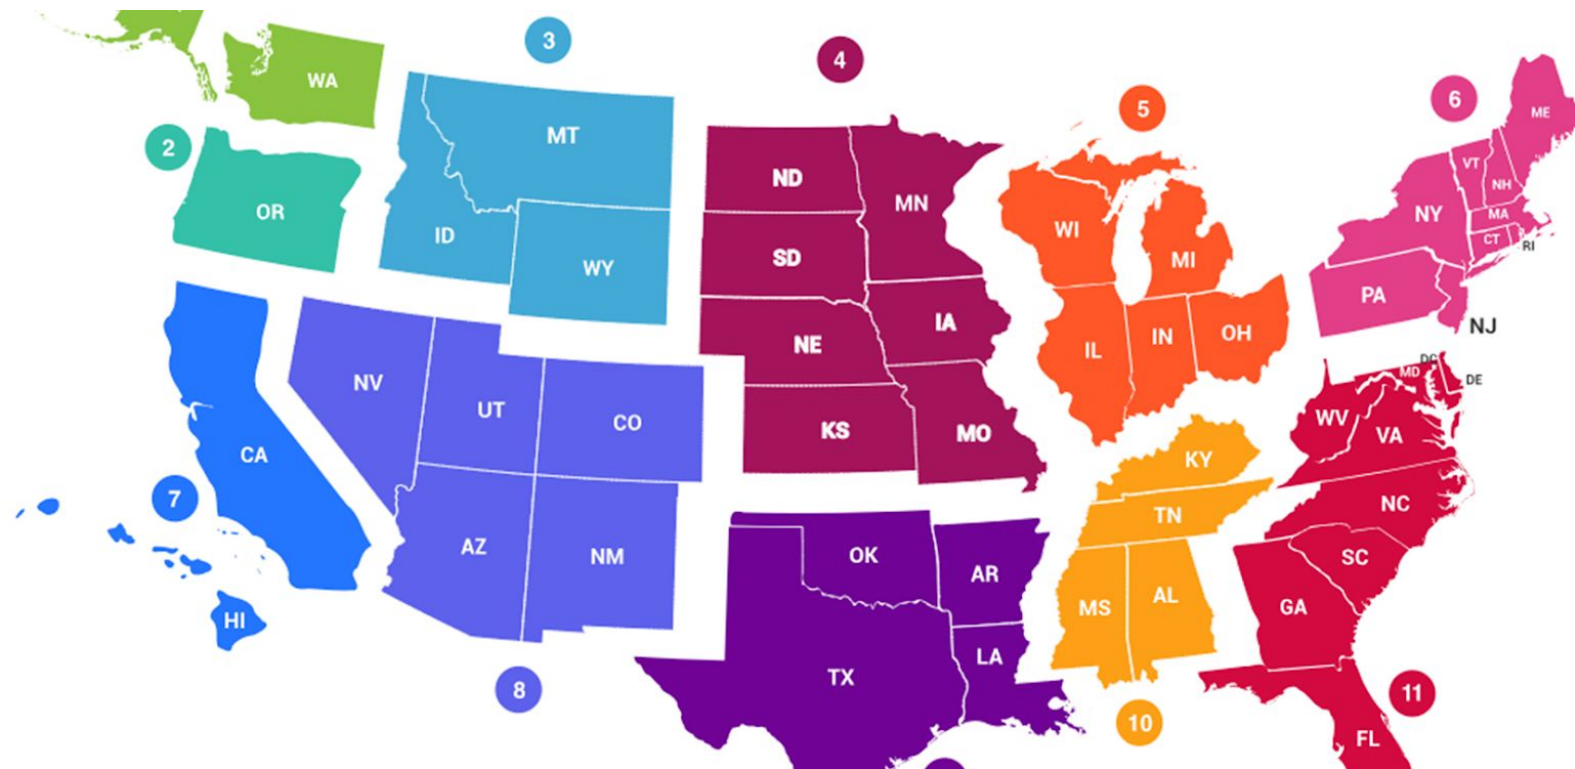 3
4
WA
5
6
ME
MT
2
VT
ND
NH
MN
OR
NY
MA
WI
ID
CT
RI
SD
MI
WY
PA
IA
NJ
OH
IN
NE
IL
DC
MD
DE
NV
UT
WV
CO
KS
MO
VA
CA
KY
7
NC
TN
AZ
NM
OK
SC
AR
AL
GA
MS
HI
LA
TX
8
11
10
FL